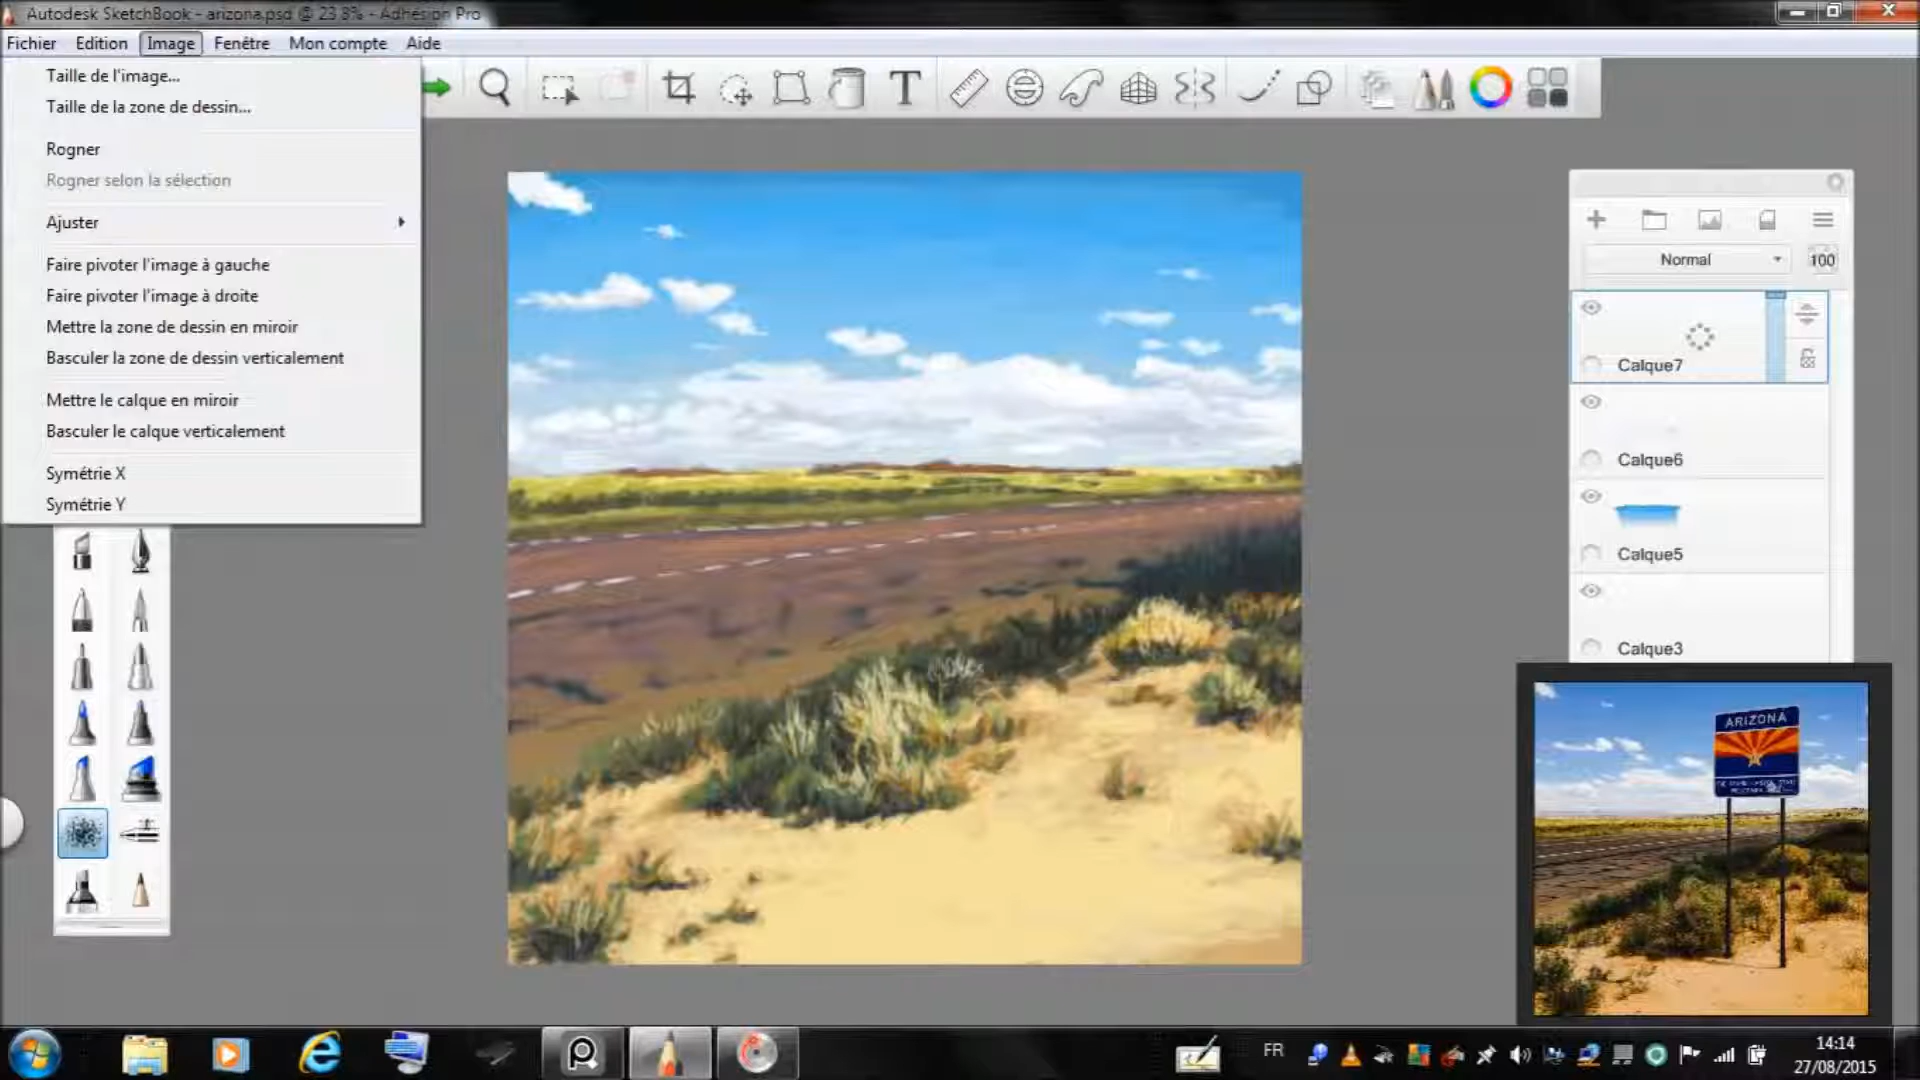 Autodesk SketchBook - arizona.psd @ 23.8% - Adhésion Pro
Fichier Edition Image Fenêtre Mon compte Aide
Taille de l'image...
Taille de la zone de dessin...
Rogner
Rogner selon la sélection
Ajuster
Faire pivoter l'image à gauche
Faire pivoter l'image à droite
Mettre la zone de dessin en miroir
Basculer la zone de dessin verticalement
Mettre le calque en miroir
Basculer le calque verticalement
Symétrie X
Symétrie Y
T
Normal 100
Calque7
Calque6
Calque5
Calque3
ARIZONA
FR
14:14
27/08/2015